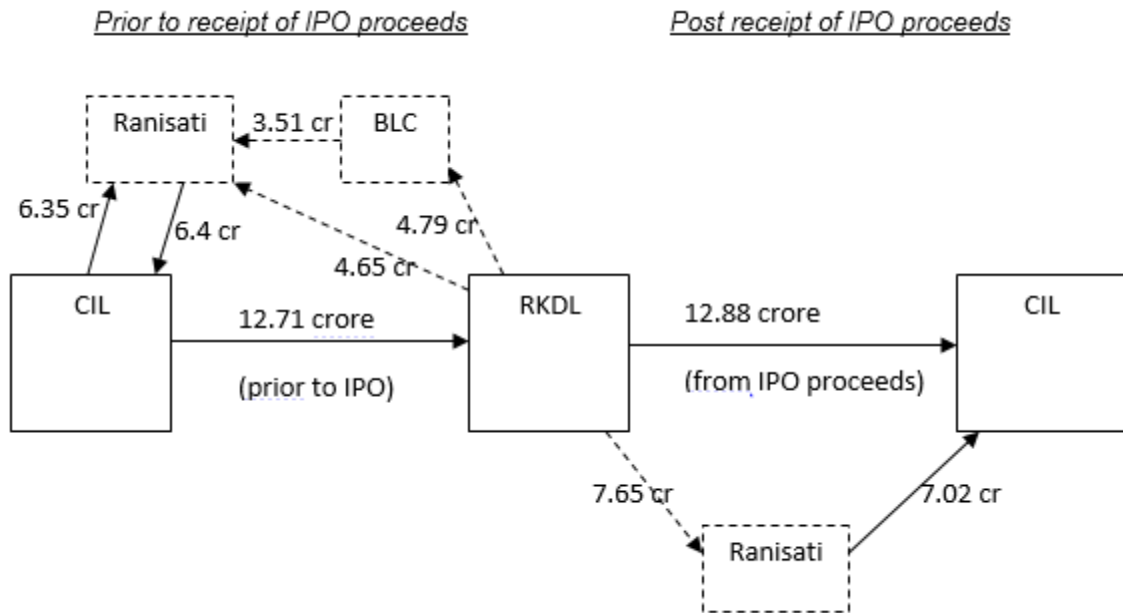 Prior to receipt of IPO proceeds
Post receipt of IPO proceeds
Ranisati
3.51 cr
BLC
6.35 cr
6.4 cr
4.79 cr
4.65 cr
CIL
12.71 crore
(prior to IPO)
RKDL
12.88 crore
(from IPO proceeds)
CIL
7.65 cr
7.02 cr
Ranisati